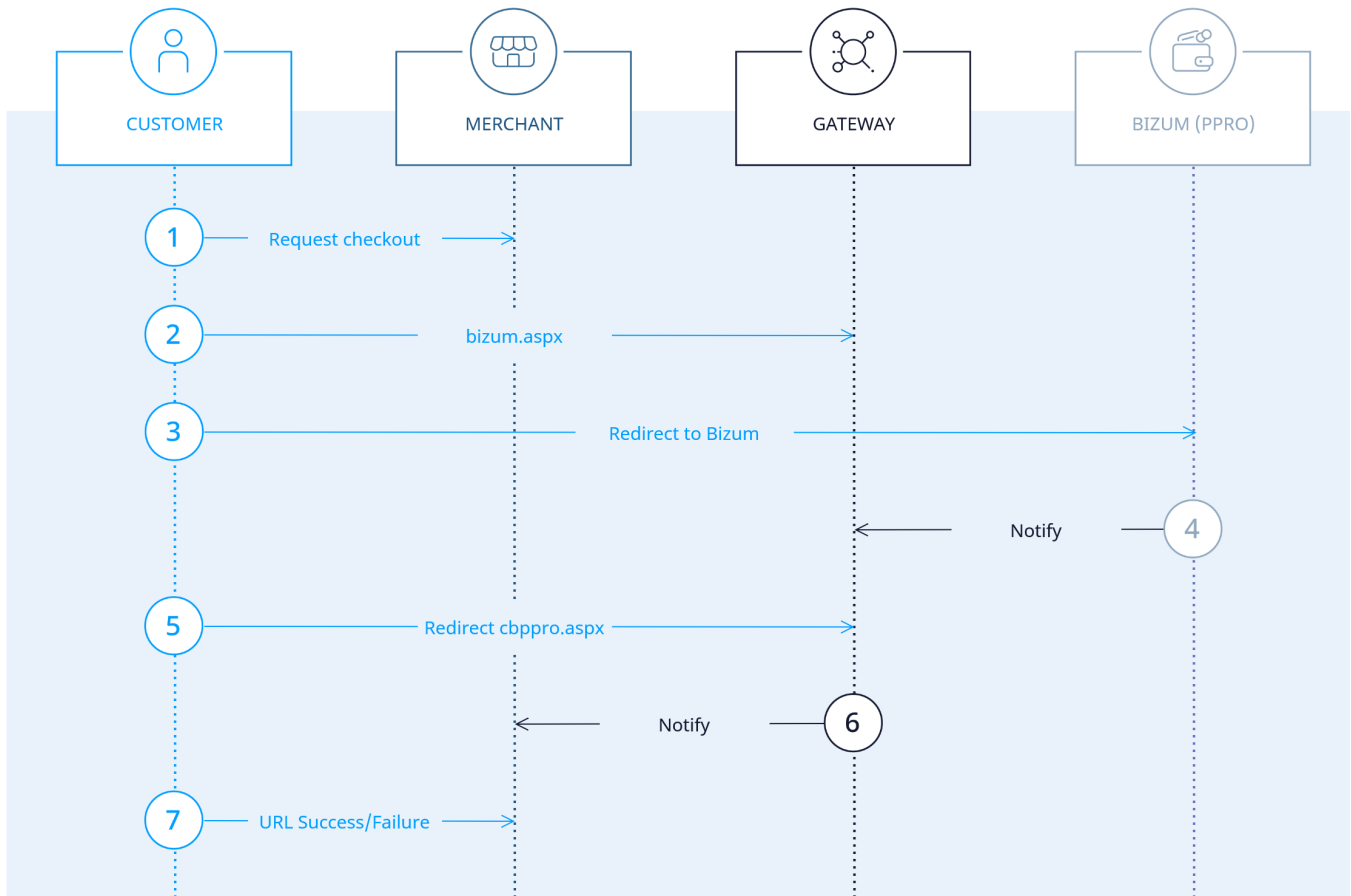 CUSTOMER
MERCHANT
GATEWAY
BIZUM (PPRO)
1
Request checkout
2
bizum.aspx
3
Redirect to Bizum
Notify
4
5
Redirect cbppro.aspx
Notify
6
7
URL Success/Failure